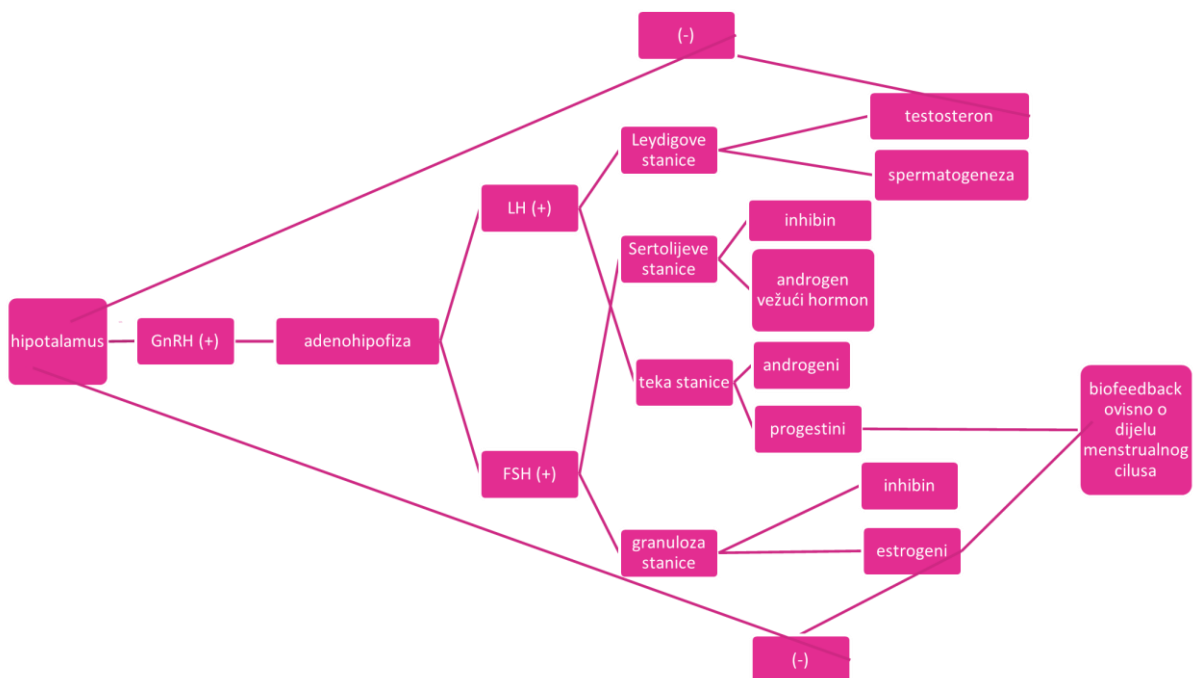 (-)
testosteron
Leydigove
stanice
spermatogeneza
LH (+)
inhibin
Sertolijeve
stanice
androgen
vežući hormon
hipotalamus
GnRH (+)
adenohipofiza
androgeni
teka stanice
progestini
biofeedback
ovisno o
dijelu
menstrualnog
cilusa
FSH (+)
inhibin
granuloza
stanice
estrogeni
(-)